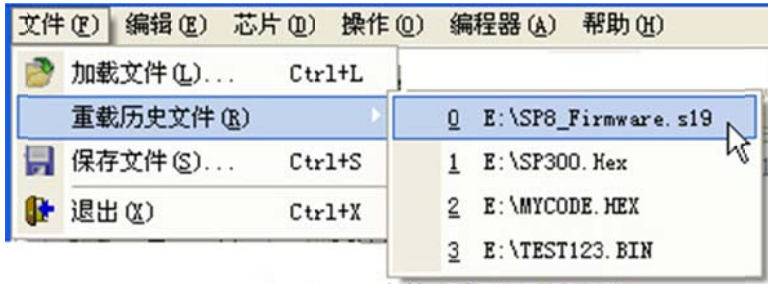 文件(F) 编辑(E) 芯片(D) 操作(O) 编程器(A) 帮助(H)
加载文件(L)... Ctrl+L
重载历史文件(R)
0 E:\SP8_Firmware.s19
保存文件(S)... Ctrl+S
1 E:\SP300.Hex
2 E:\MYCODE.HEX
退出(X) Ctrl+X
3 E:\TEST123.BIN